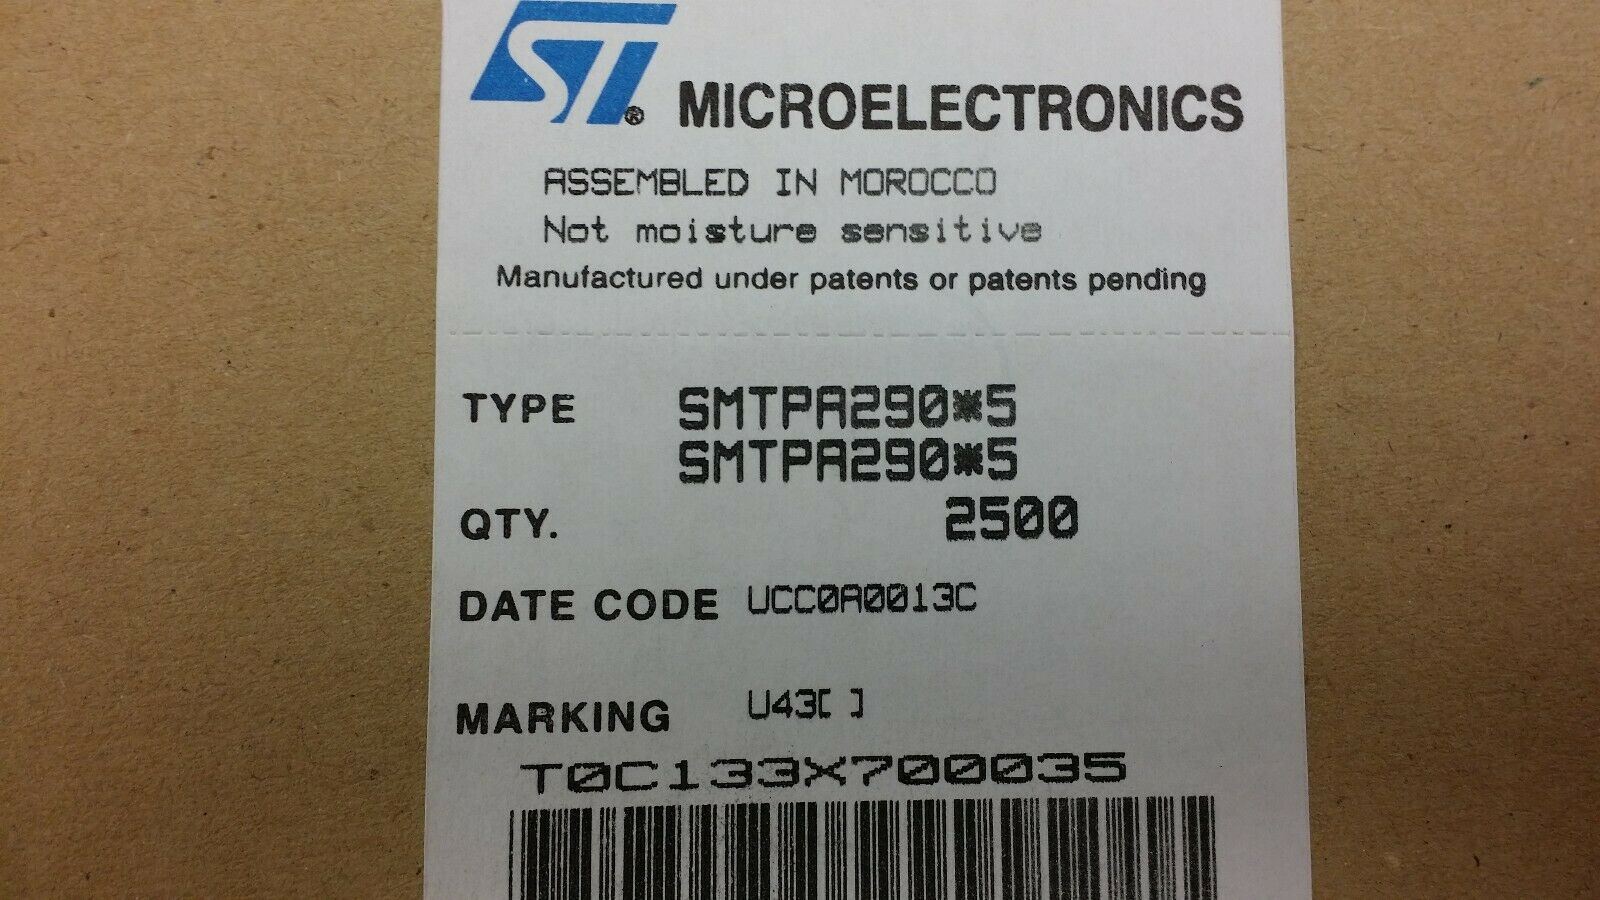 ST® MICROELECTRONICS
ASSEMBLED IN MOROCCO
Not moisture sensitive
Manufactured under patents or patents pending
TYPE SMTPA290*5
SMTPA290*5
QTY. 2500
DATE CODE UCC0A0013C
MARKING U43[ ]
T0C133X700035